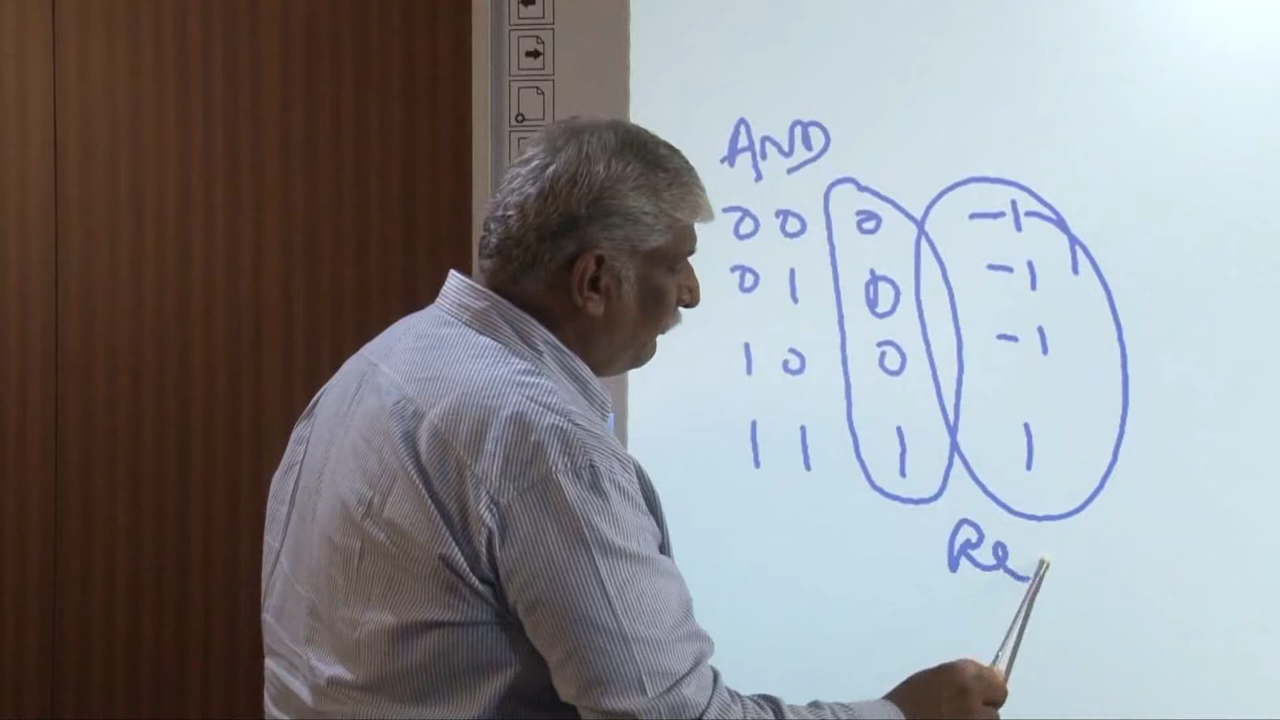 AND
0 0 0 -1
0 1 0 -1
1 0 0 -1
1 1 1 1
Re